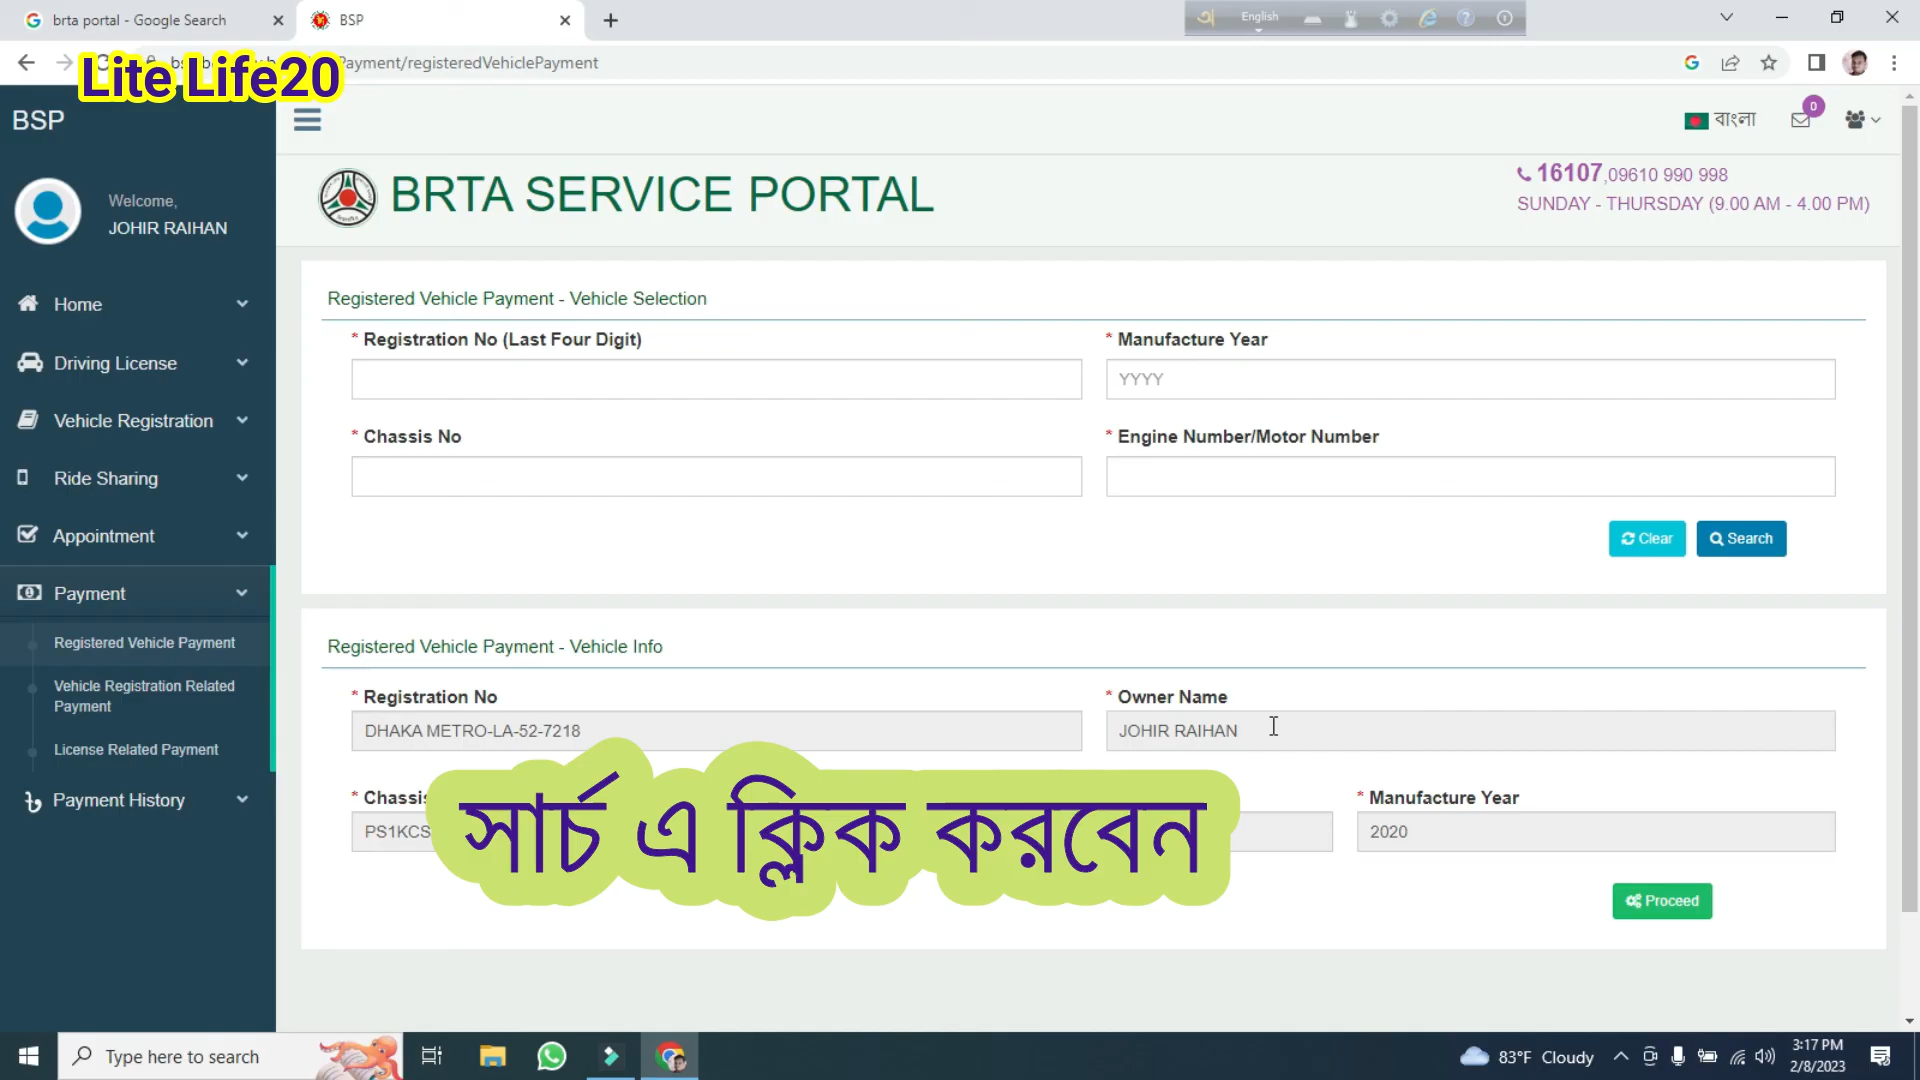 brta portal - Google Search
BSP
English
Payment/registeredVehiclePayment
Lite Life20
BSP
বাংলা
0
BRTA SERVICE PORTAL
16107,09610 990 998
SUNDAY - THURSDAY (9.00 AM - 4.00 PM)
Welcome,
JOHIR RAIHAN
Home
Driving License
Vehicle Registration
Ride Sharing
Appointment
Payment
Registered Vehicle Payment
Vehicle Registration Related
Payment
License Related Payment
Payment History
Registered Vehicle Payment - Vehicle Selection
* Registration No (Last Four Digit)
* Manufacture Year
YYYY
* Chassis No
* Engine Number/Motor Number
Clear
Search
Registered Vehicle Payment - Vehicle Info
* Registration No
* Owner Name
DHAKA METRO-LA-52-7218
JOHIR RAIHAN
* Chassis
* Manufacture Year
PS1KCS
2020
সার্চ এ ক্লিক করবেন
Proceed
Type here to search
83°F Cloudy
3:17 PM
2/8/2023